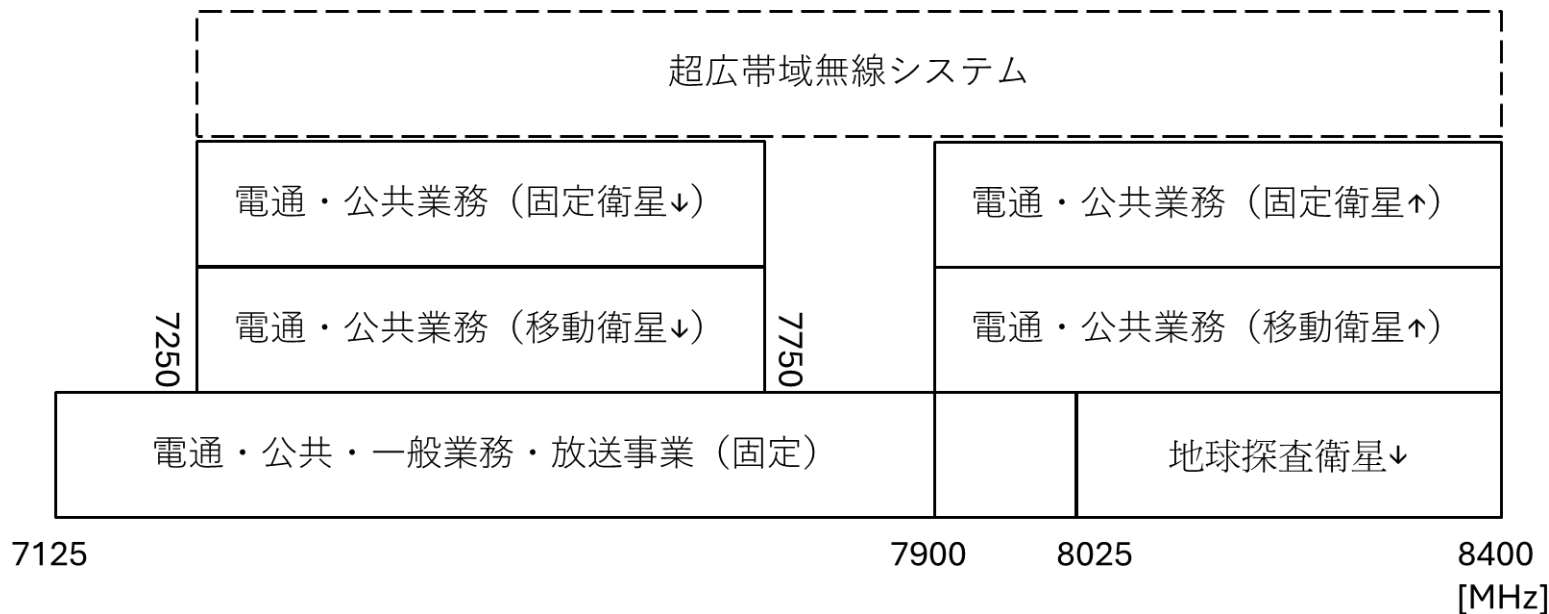 超広帯域無線システム
電通・公共業務（固定衛星↓）
電通・公共業務（固定衛星↑）
7250
電通・公共業務（移動衛星↓）
7750
電通・公共業務（移動衛星↑）
電通・公共・一般業務・放送事業（固定）
地球探査衛星↓
7125
7900
8025
8400
[MHz]